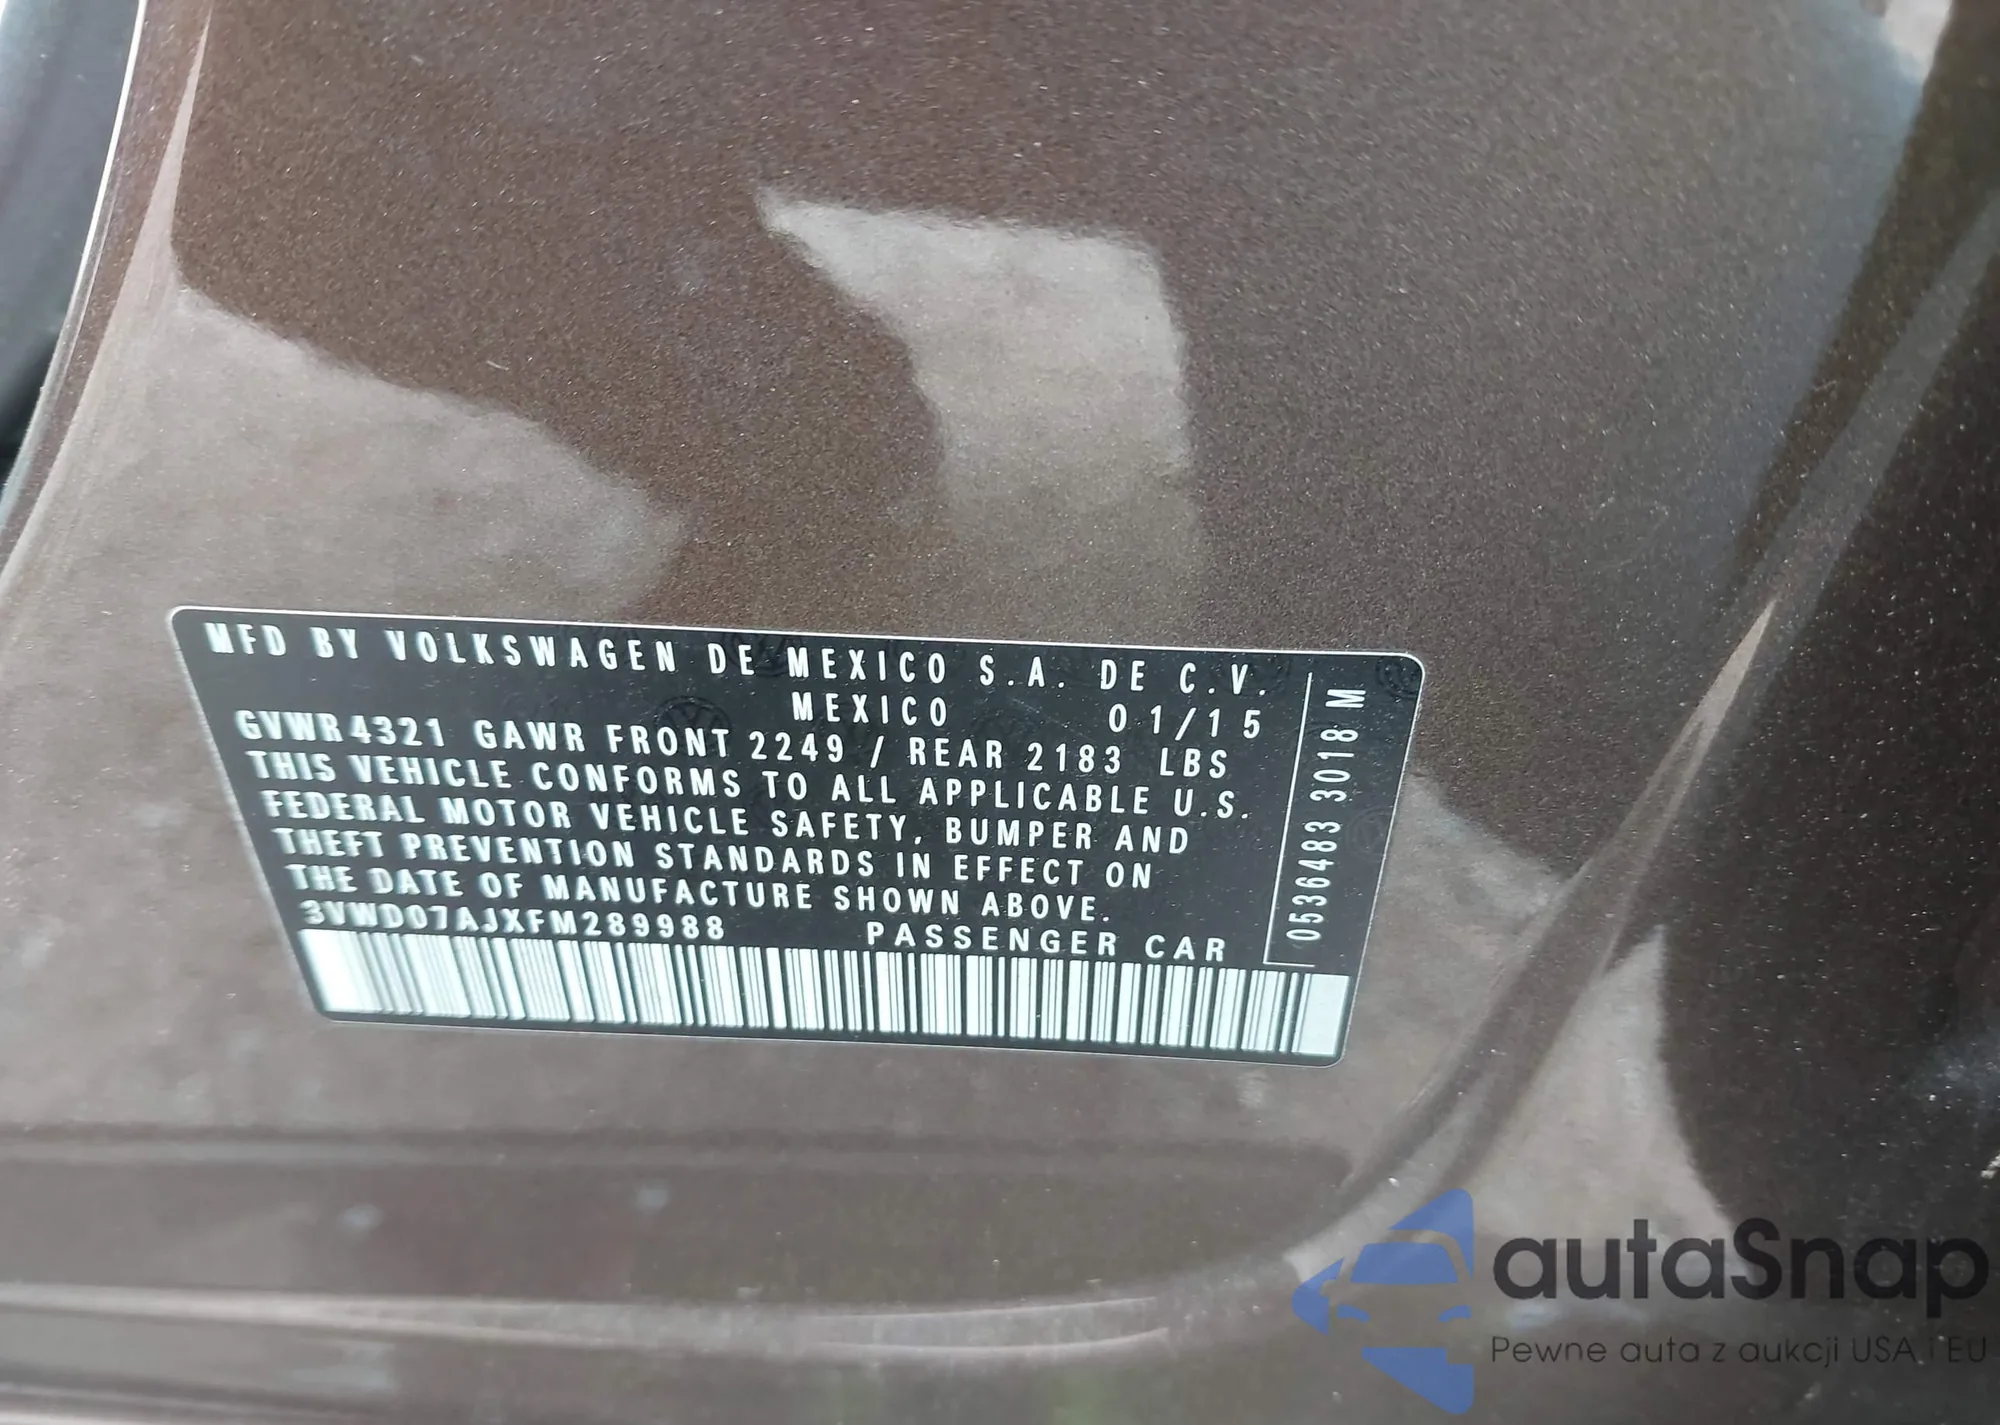 MFD BY VOLKSWAGEN DE MEXICO S.A. DE C.V.
MEXICO 01/15
GVWR4321 GAWR FRONT 2249 / REAR 2183 LBS
THIS VEHICLE CONFORMS TO ALL APPLICABLE U.S.
FEDERAL MOTOR VEHICLE SAFETY, BUMPER AND
THEFT PREVENTION STANDARDS IN EFFECT ON
THE DATE OF MANUFACTURE SHOWN ABOVE.
3VWD07AJXFM289988 PASSENGER CAR
0536483 3018 M
autaSnap
Pewne auta z aukcji USA i EU